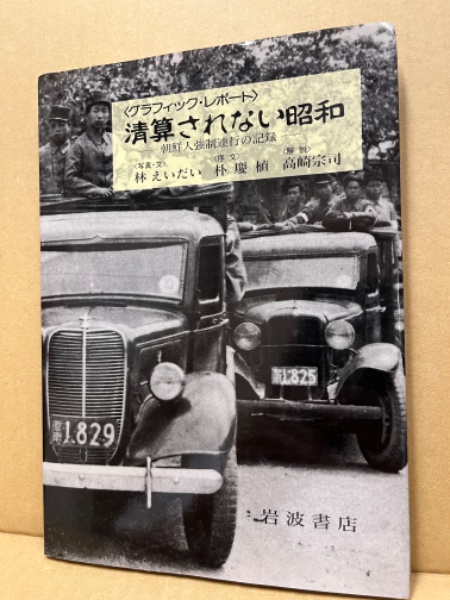 〈グラフィック・レポート〉
清算されない昭和
朝鮮人強制連行の記録
〈写真・文〉 〈序文〉 〈解説〉
林えいだい 朴慶植 高崎宗司
1.829
1.825
岩波書店